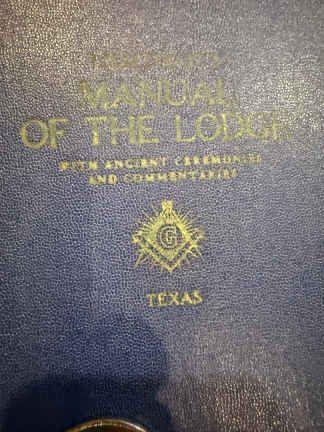 MANUAL
OF THE LODGE
WITH ANCIENT CEREMONIES
AND COMMENTARIES
G
TEXAS